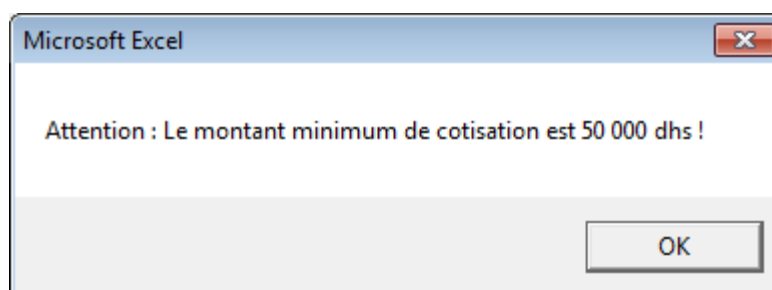 Microsoft Excel
Attention : Le montant minimum de cotisation est 50 000 dhs !
OK